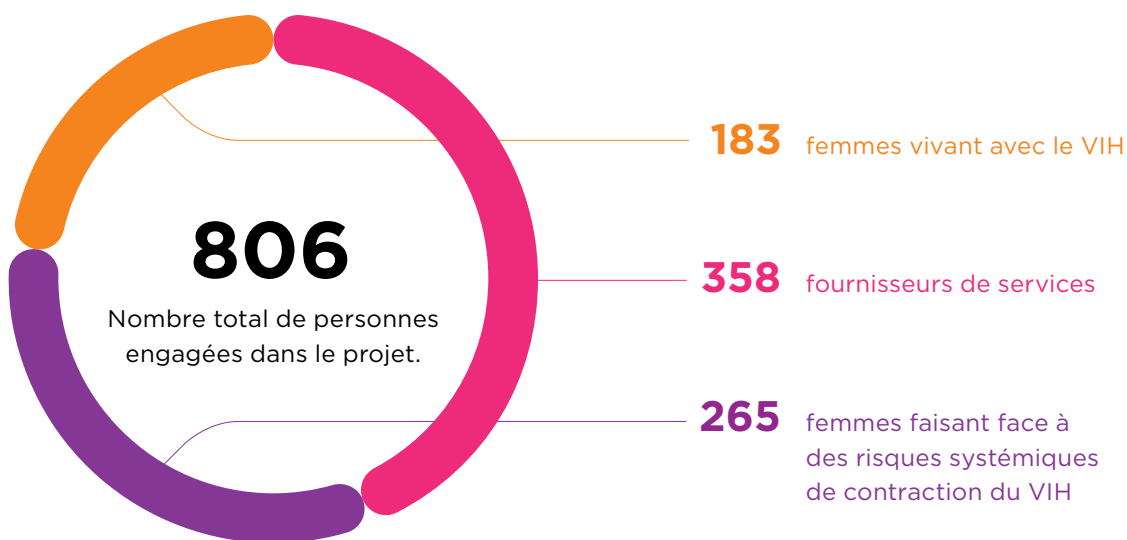 806
Nombre total de personnes
engagées dans le projet.
183 femmes vivant avec le VIH
358 fournisseurs de services
265 femmes faisant face à
des risques systémiques
de contraction du VIH